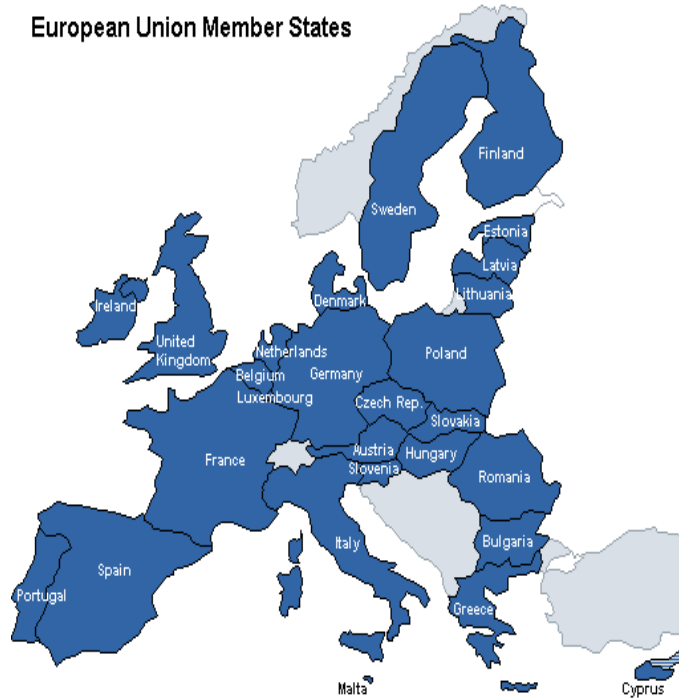 European Union Member States
Finland
Sweden
Estonia
Latvia
Lithuania
Denmark
Ireland
United
Kingdom
Netherlands
Poland
Belgium
Germany
Luxembourg
Czech Rep.
Slovakia
Austria
Hungary
France
Slovenia
Romania
Italy
Bulgaria
Spain
Portugal
Greece
Malta
Cyprus